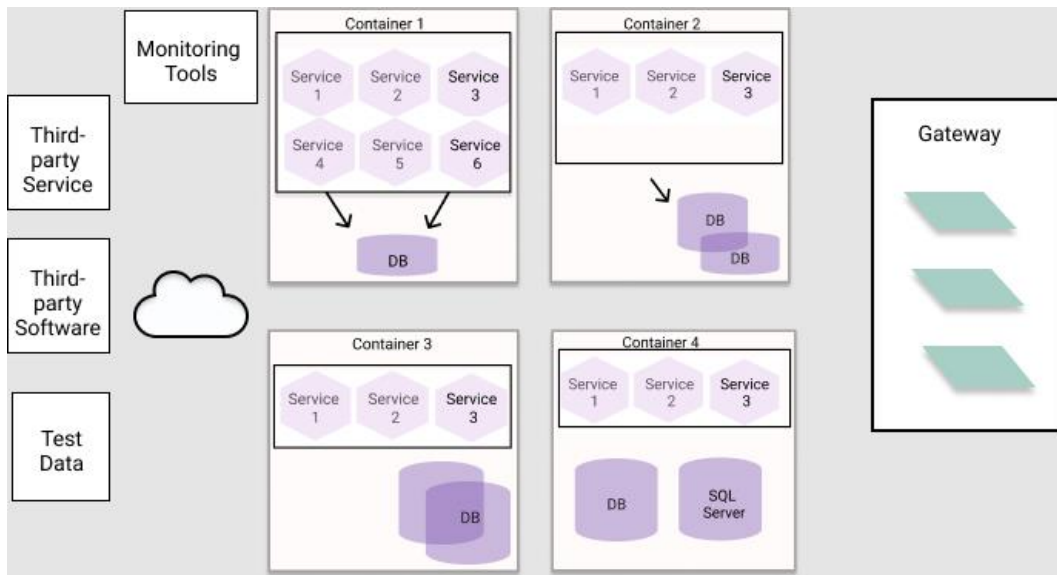 Monitoring
Tools
Third-
party
Service
Third-
party
Software
Test
Data
Container 1
Service
1
Service
2
Service
3
Service
4
Service
5
Service
6
DB
Container 2
Service
1
Service
2
Service
3
DB
DB
Container 3
Service
1
Service
2
Service
3
DB
Container 4
Service
1
Service
2
Service
3
DB
SQL
Server
Gateway